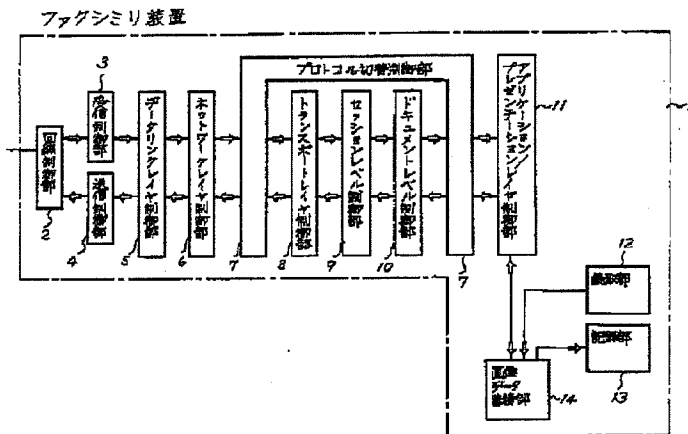 ファクシミリ装置
プロトコル切替制御部
3
受信制御部
回線制御部
2
送信制御部
4
データリンクレイヤ制御部
5
ネットワークレイヤ制御部
6
7
トランスポートレイヤ制御部
8
セッションレベル制御部
9
ドキュメントレベル制御部
10
7
アプリケーション/
プレゼンテーションレイヤ
制御部
11
12
読取部
記録部
13
画像
データ
蓄積部
14